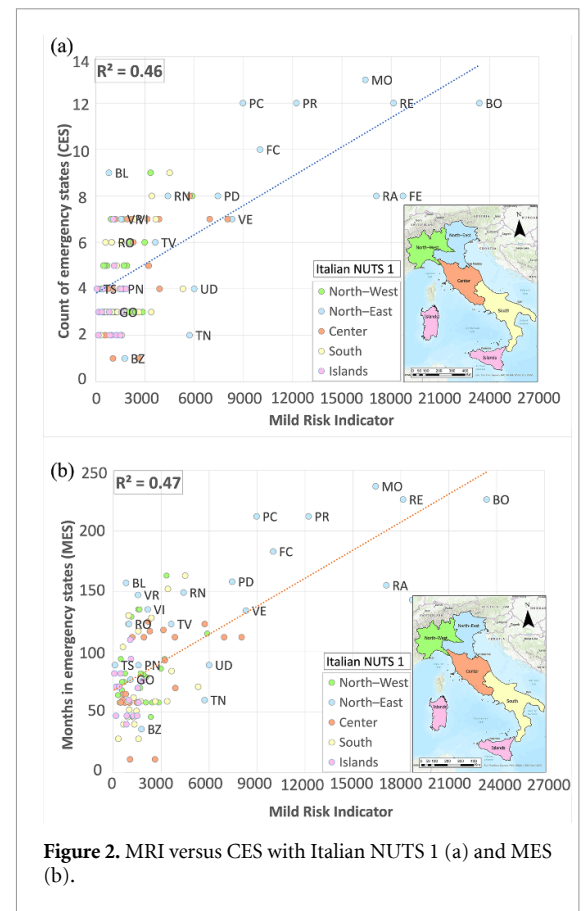 (a)
R² = 0.46
Count of emergency states (CES)
14
12
10
8
6
4
2
0
MO
PC
PR
RE
BO
FC
BL
RN
PD
RA
FE
VR
VI
VE
RO
TV
TS
PN
UD
GO
TN
BZ
Italian NUTS 1
North–West
North–East
Center
South
Islands
N
North-East
North-West
Center
South
Islands
0
3000
6000
9000
12000
15000
18000
21000
24000
27000
Mild Risk Indicator
(b)
R² = 0.47
Months in emergency states (MES)
250
200
150
100
50
0
MO
RE
BO
PC
PR
FC
BL
PD
RA
VR
RN
VI
VE
RO
TV
TS
PN
UD
GO
TN
BZ
Italian NUTS 1
North–West
North–East
Center
South
Islands
N
North-East
North-West
Center
South
Islands
0
3000
6000
9000
12000
15000
18000
21000
24000
27000
Mild Risk Indicator
Figure 2. MRI versus CES with Italian NUTS 1 (a) and MES
(b).